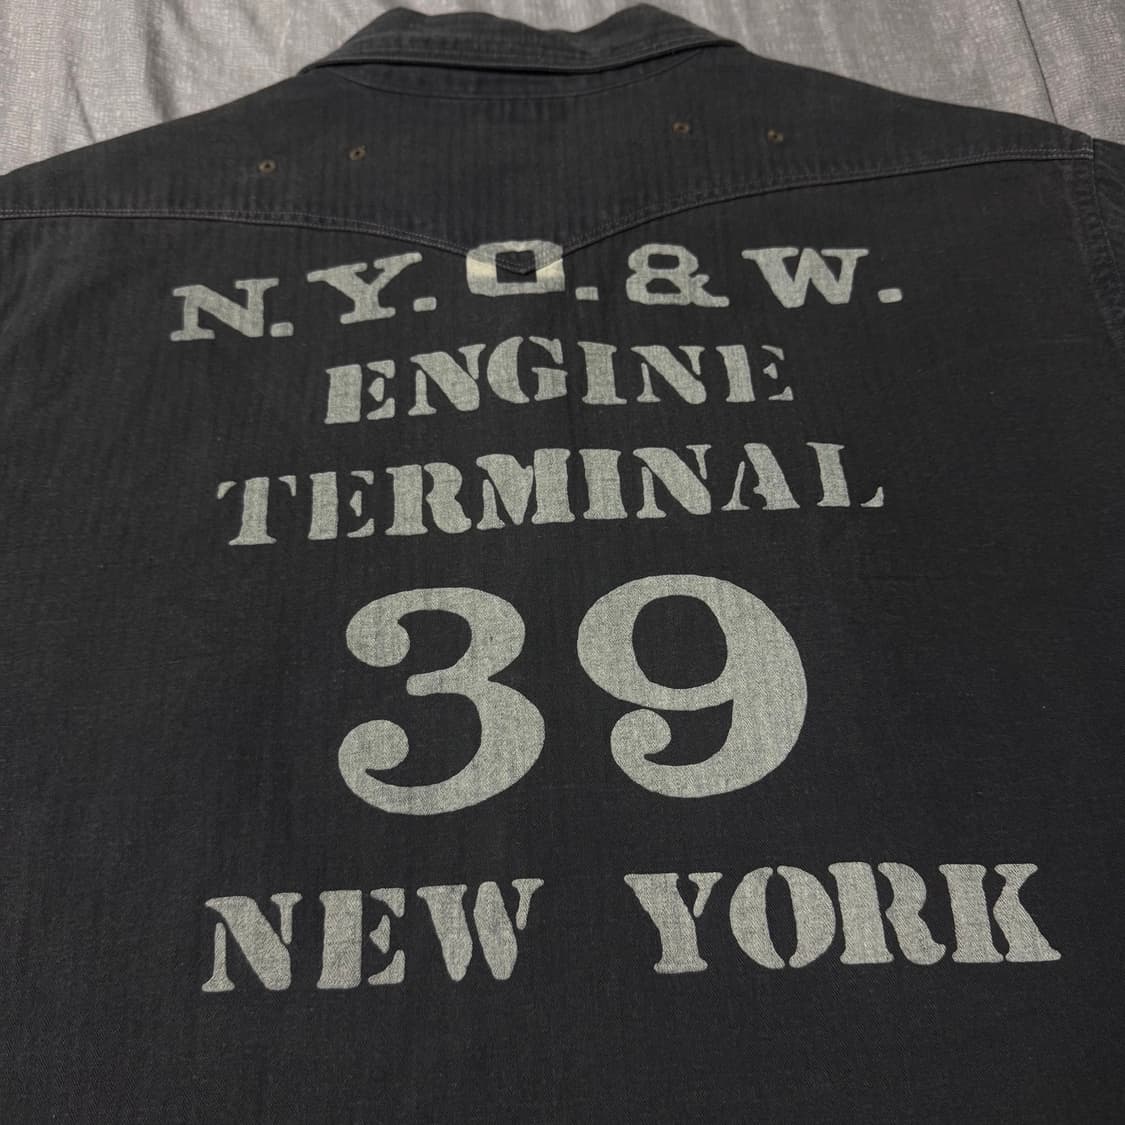 N.Y.O.&W.
ENGINE
TERMINAL
39
NEW YORK